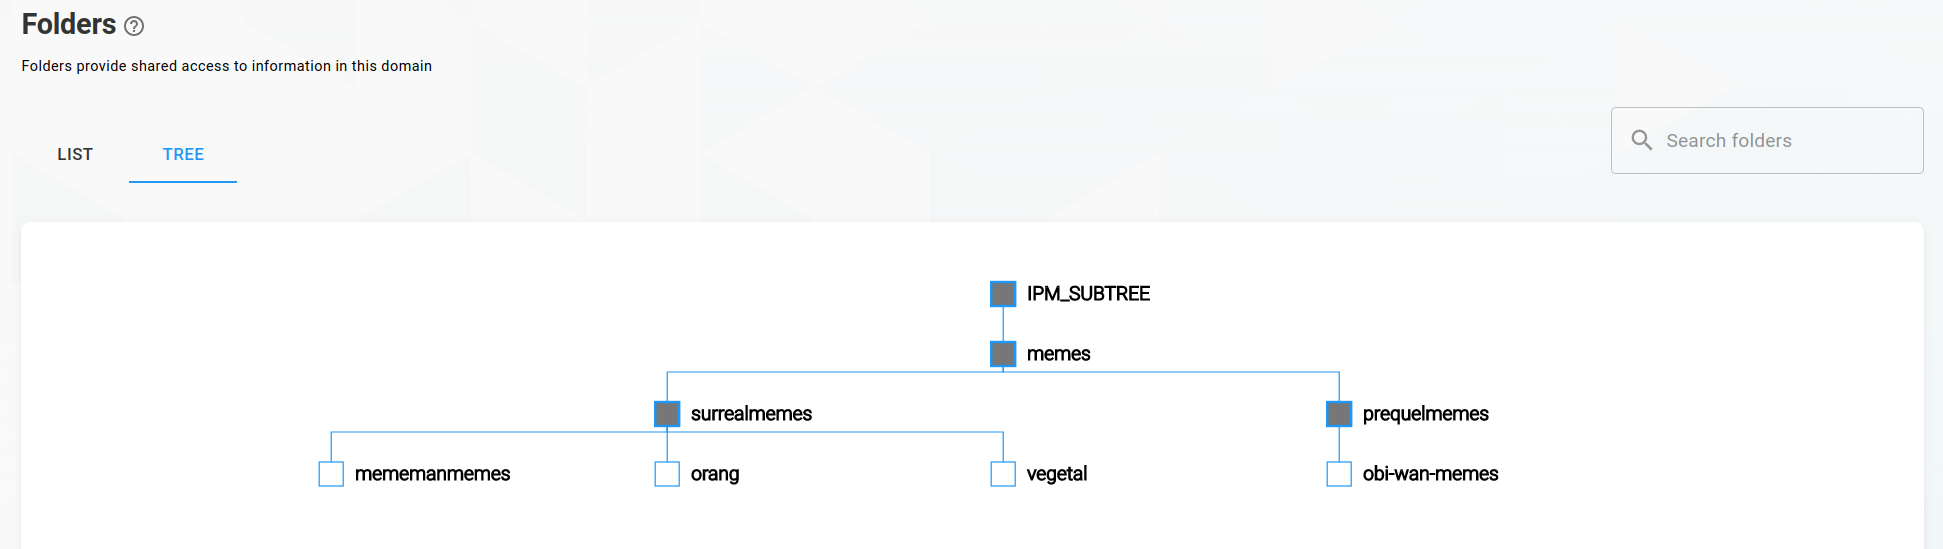 Folders
Folders provide shared access to information in this domain
LIST TREE
Search folders
IPM_SUBTREE
memes
surrealmemes prequelmemes
mememanmemes orang vegetal obi-wan-memes